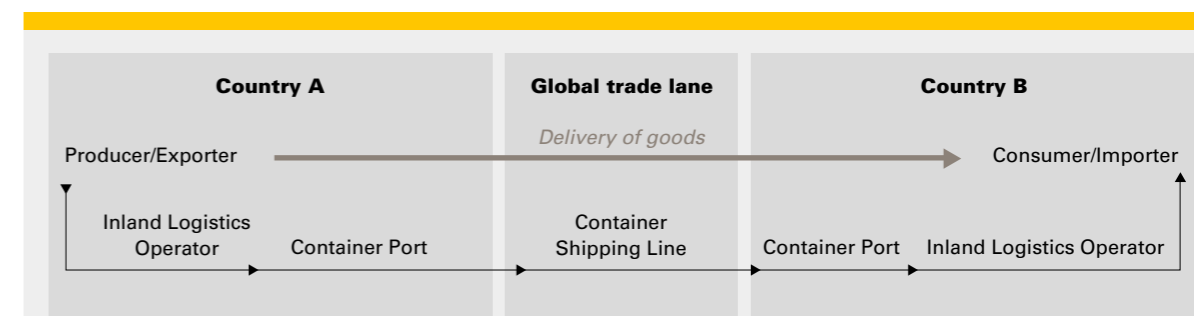 Country A
Global trade lane
Country B
Delivery of goods
Producer/Exporter
Consumer/Importer
Inland Logistics
Operator
Container Port
Container
Shipping Line
Container Port
Inland Logistics Operator